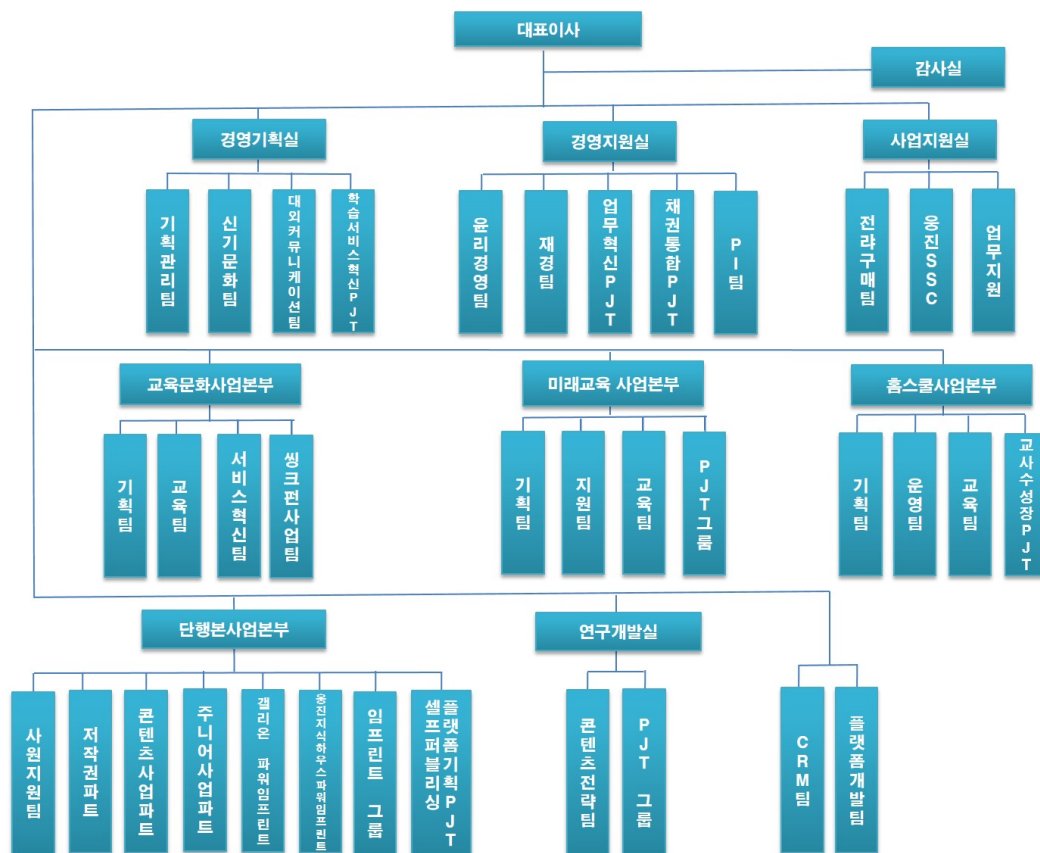 대표이사
감사실
경영기획실
경영지원실
사업지원실
기획관리팀
신기문화팀
대외커뮤니케이션팀
학습서비스혁신PJT
윤리경영팀
재경팀
업무혁신PJT
채권통합PJT
PI팀
전략구매팀
웅진SSC
업무지원
교육문화사업본부
미래교육 사업본부
홈스쿨사업본부
기획팀
교육팀
서비스혁신팀
씽크펀사업팀
기획팀
지원팀
교육팀
PJT그룹
기획팀
운영팀
교육팀
교사수성장PJT
단행본사업본부
연구개발실
사원지원팀
저작권파트
콘텐츠사업파트
주니어사업파트
갤리온 파워임프린트
웅진지식하우스파워임프린트
임프린트 그룹
플랫폼기획PJT
셀프퍼블리싱
콘텐츠전략팀
PJT 그룹
CRM팀
플랫폼개발팀